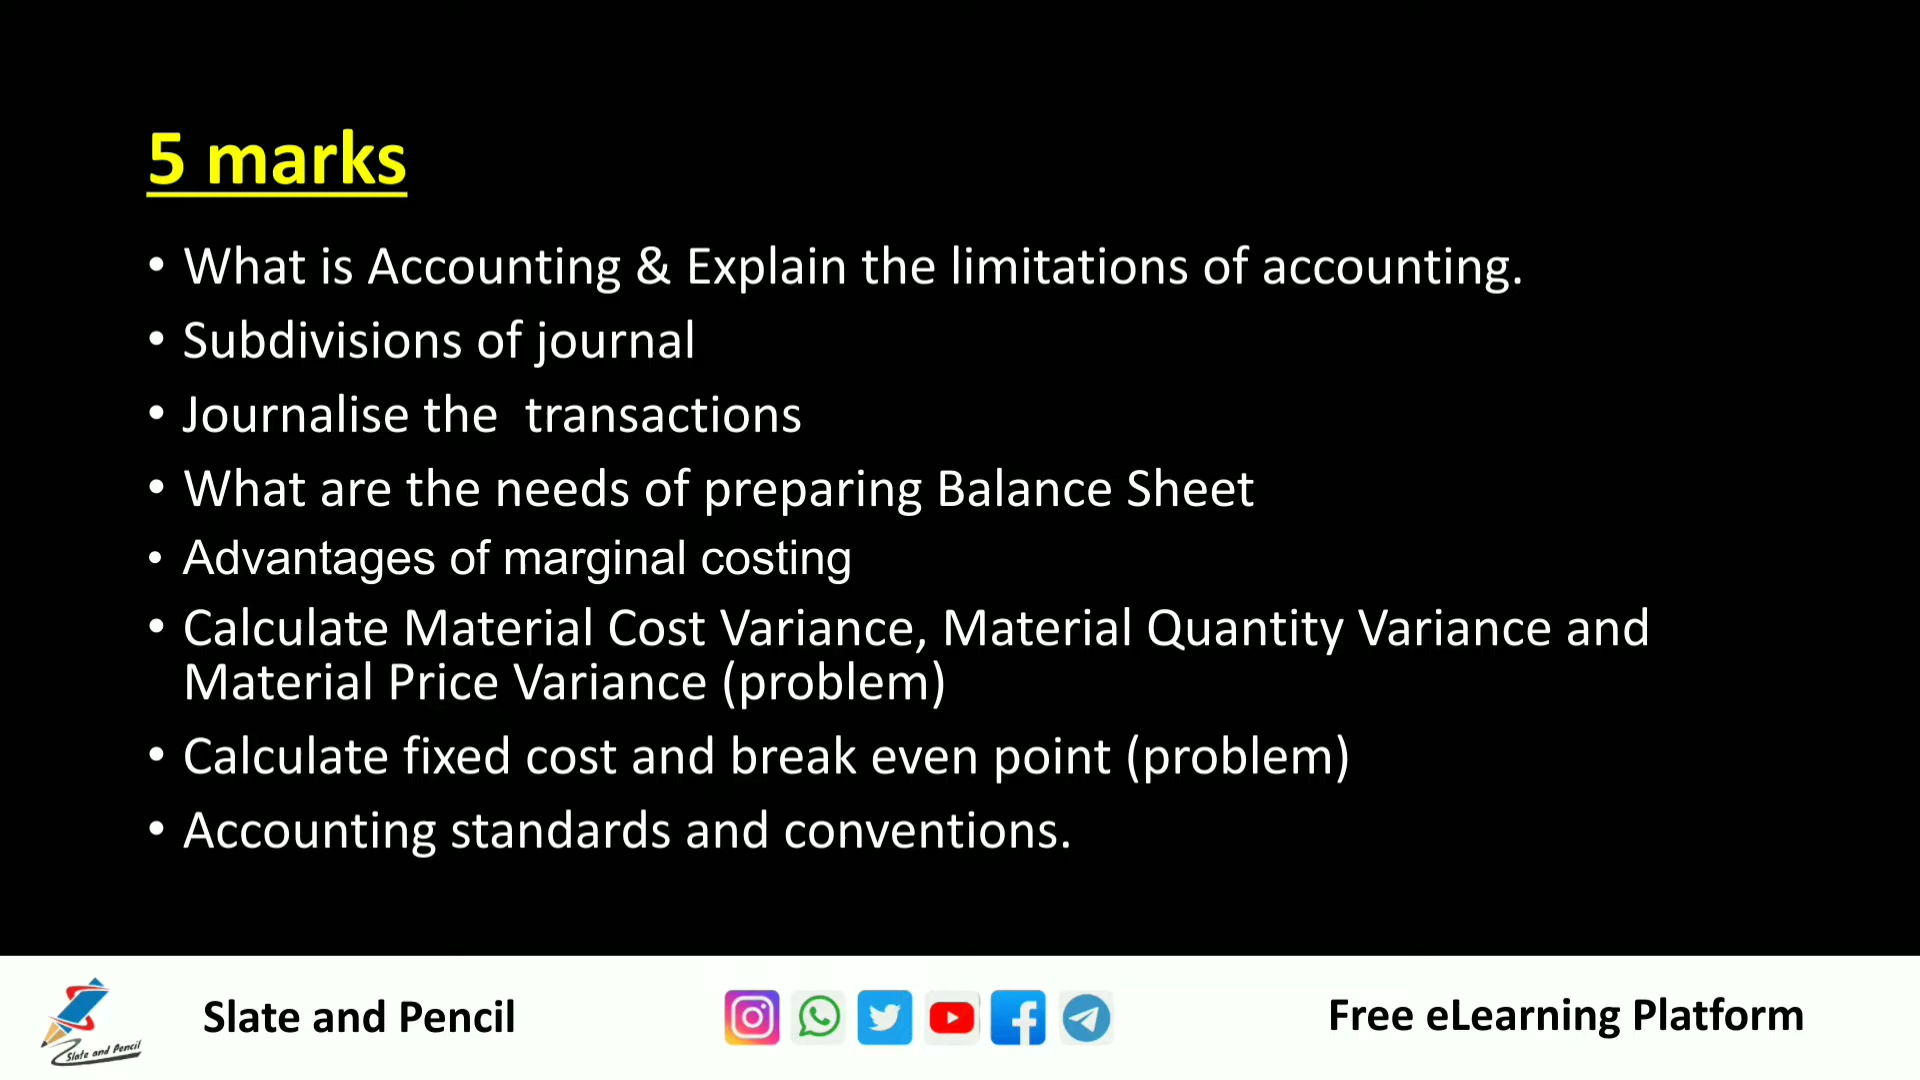 5 marks
• What is Accounting & Explain the limitations of accounting.
• Subdivisions of journal
• Journalise the  transactions
• What are the needs of preparing Balance Sheet
• Advantages of marginal costing
• Calculate Material Cost Variance, Material Quantity Variance and
Material Price Variance (problem)
• Calculate fixed cost and break even point (problem)
• Accounting standards and conventions.
Slate and Pencil
Slate and Pencil
Free eLearning Platform